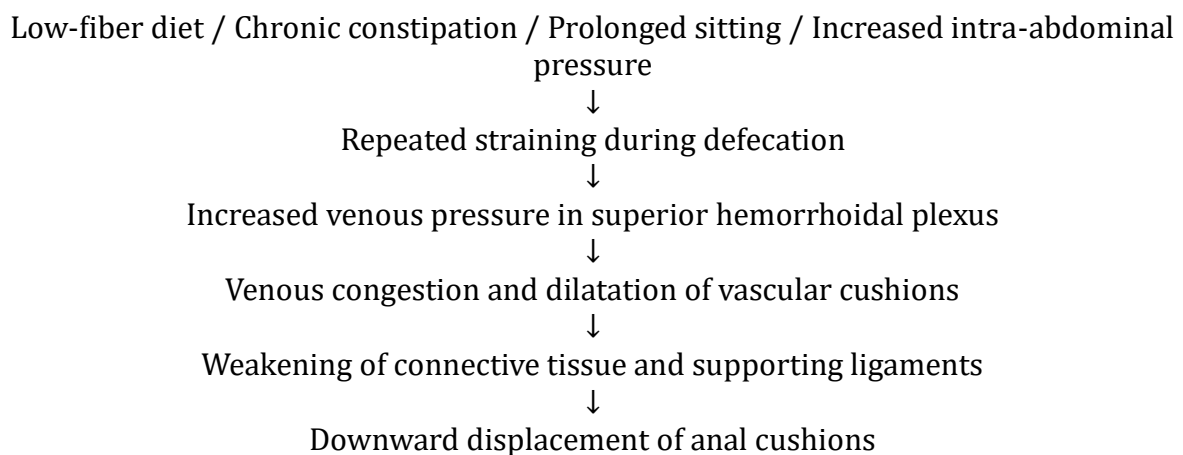 Low-fiber diet / Chronic constipation / Prolonged sitting / Increased intra-abdominal
pressure
↓
Repeated straining during defecation
↓
Increased venous pressure in superior hemorrhoidal plexus
↓
Venous congestion and dilatation of vascular cushions
↓
Weakening of connective tissue and supporting ligaments
↓
Downward displacement of anal cushions